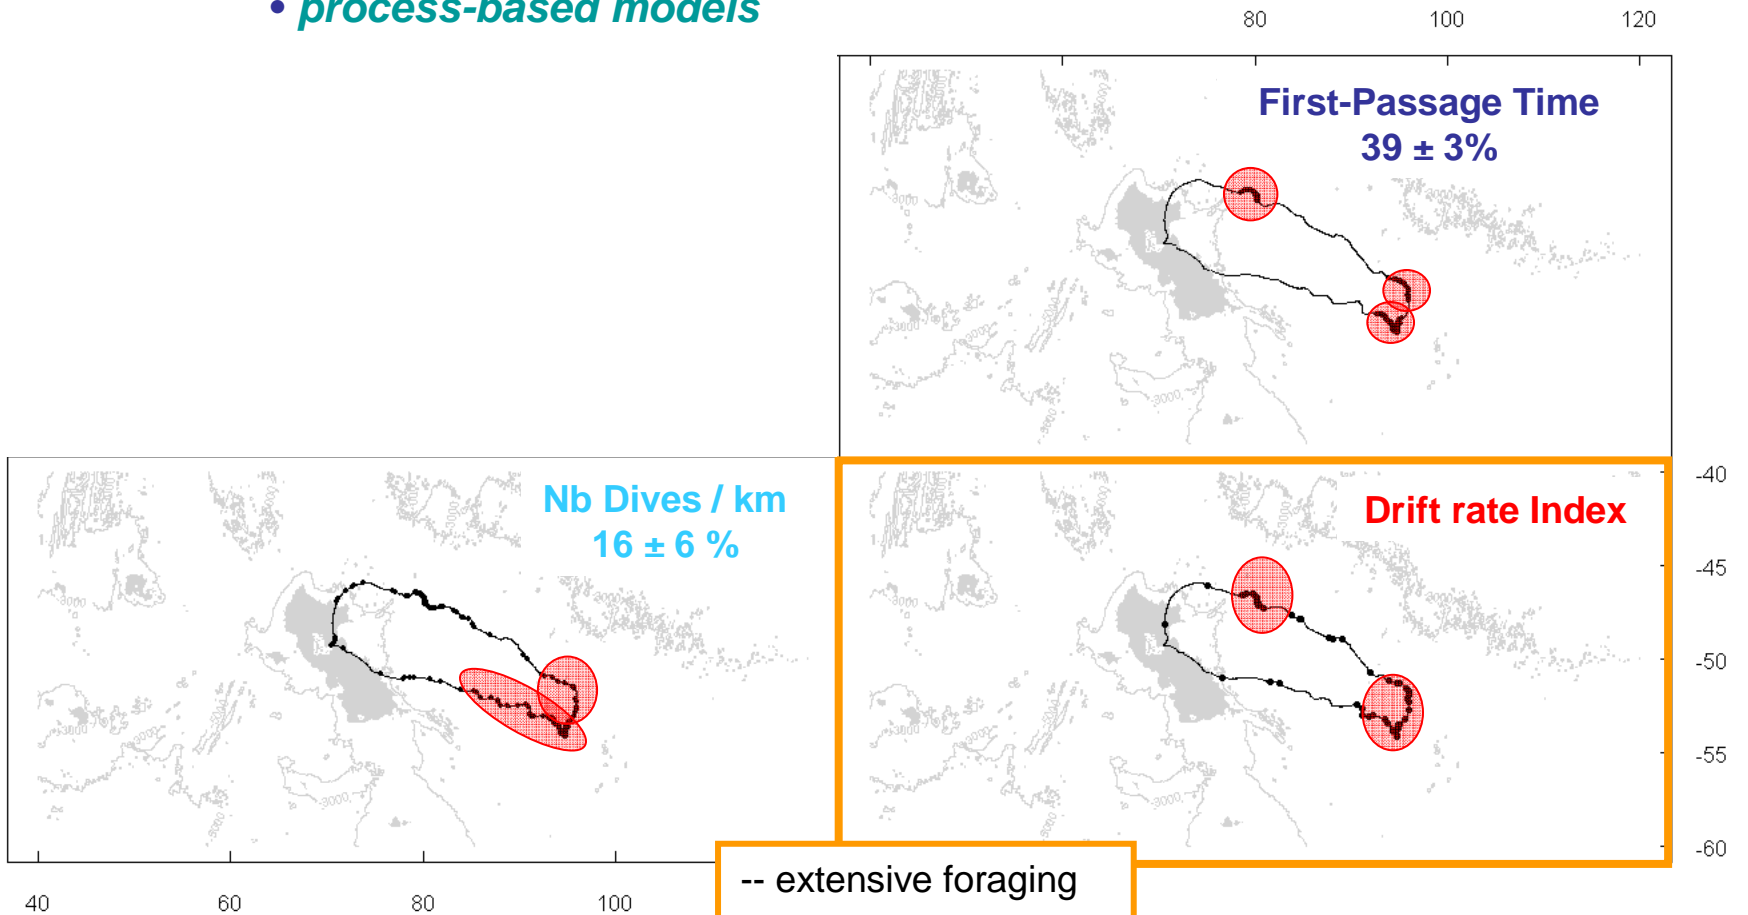 • process-based models
80 100 120
First-Passage Time
39 ± 3%
Nb Dives / km
16 ± 6 %
Drift rate Index
-40
-45
-50
-55
-60
-- extensive foraging
40 60 80 100